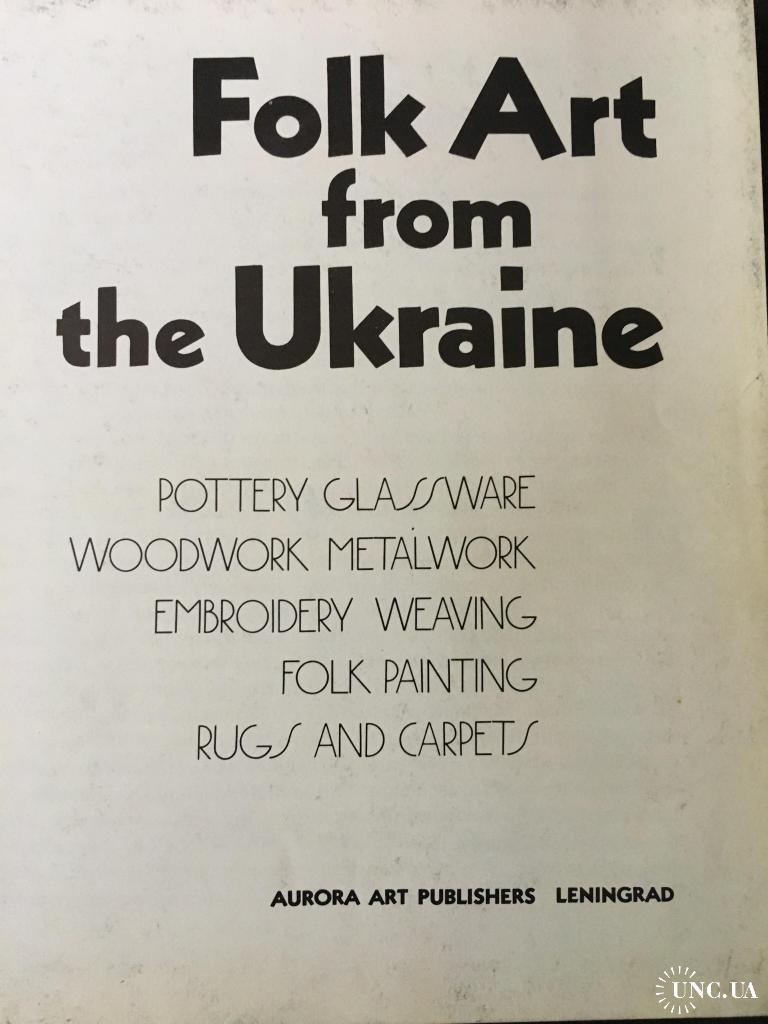 Folk Art
from
the Ukraine
POTTERY GLASSWARE
WOODWORK METALWORK
EMBROIDERY WEAVING
FOLK PAINTING
RUGS AND CARPETS
AURORA ART PUBLISHERS LENINGRAD
UNC.UA